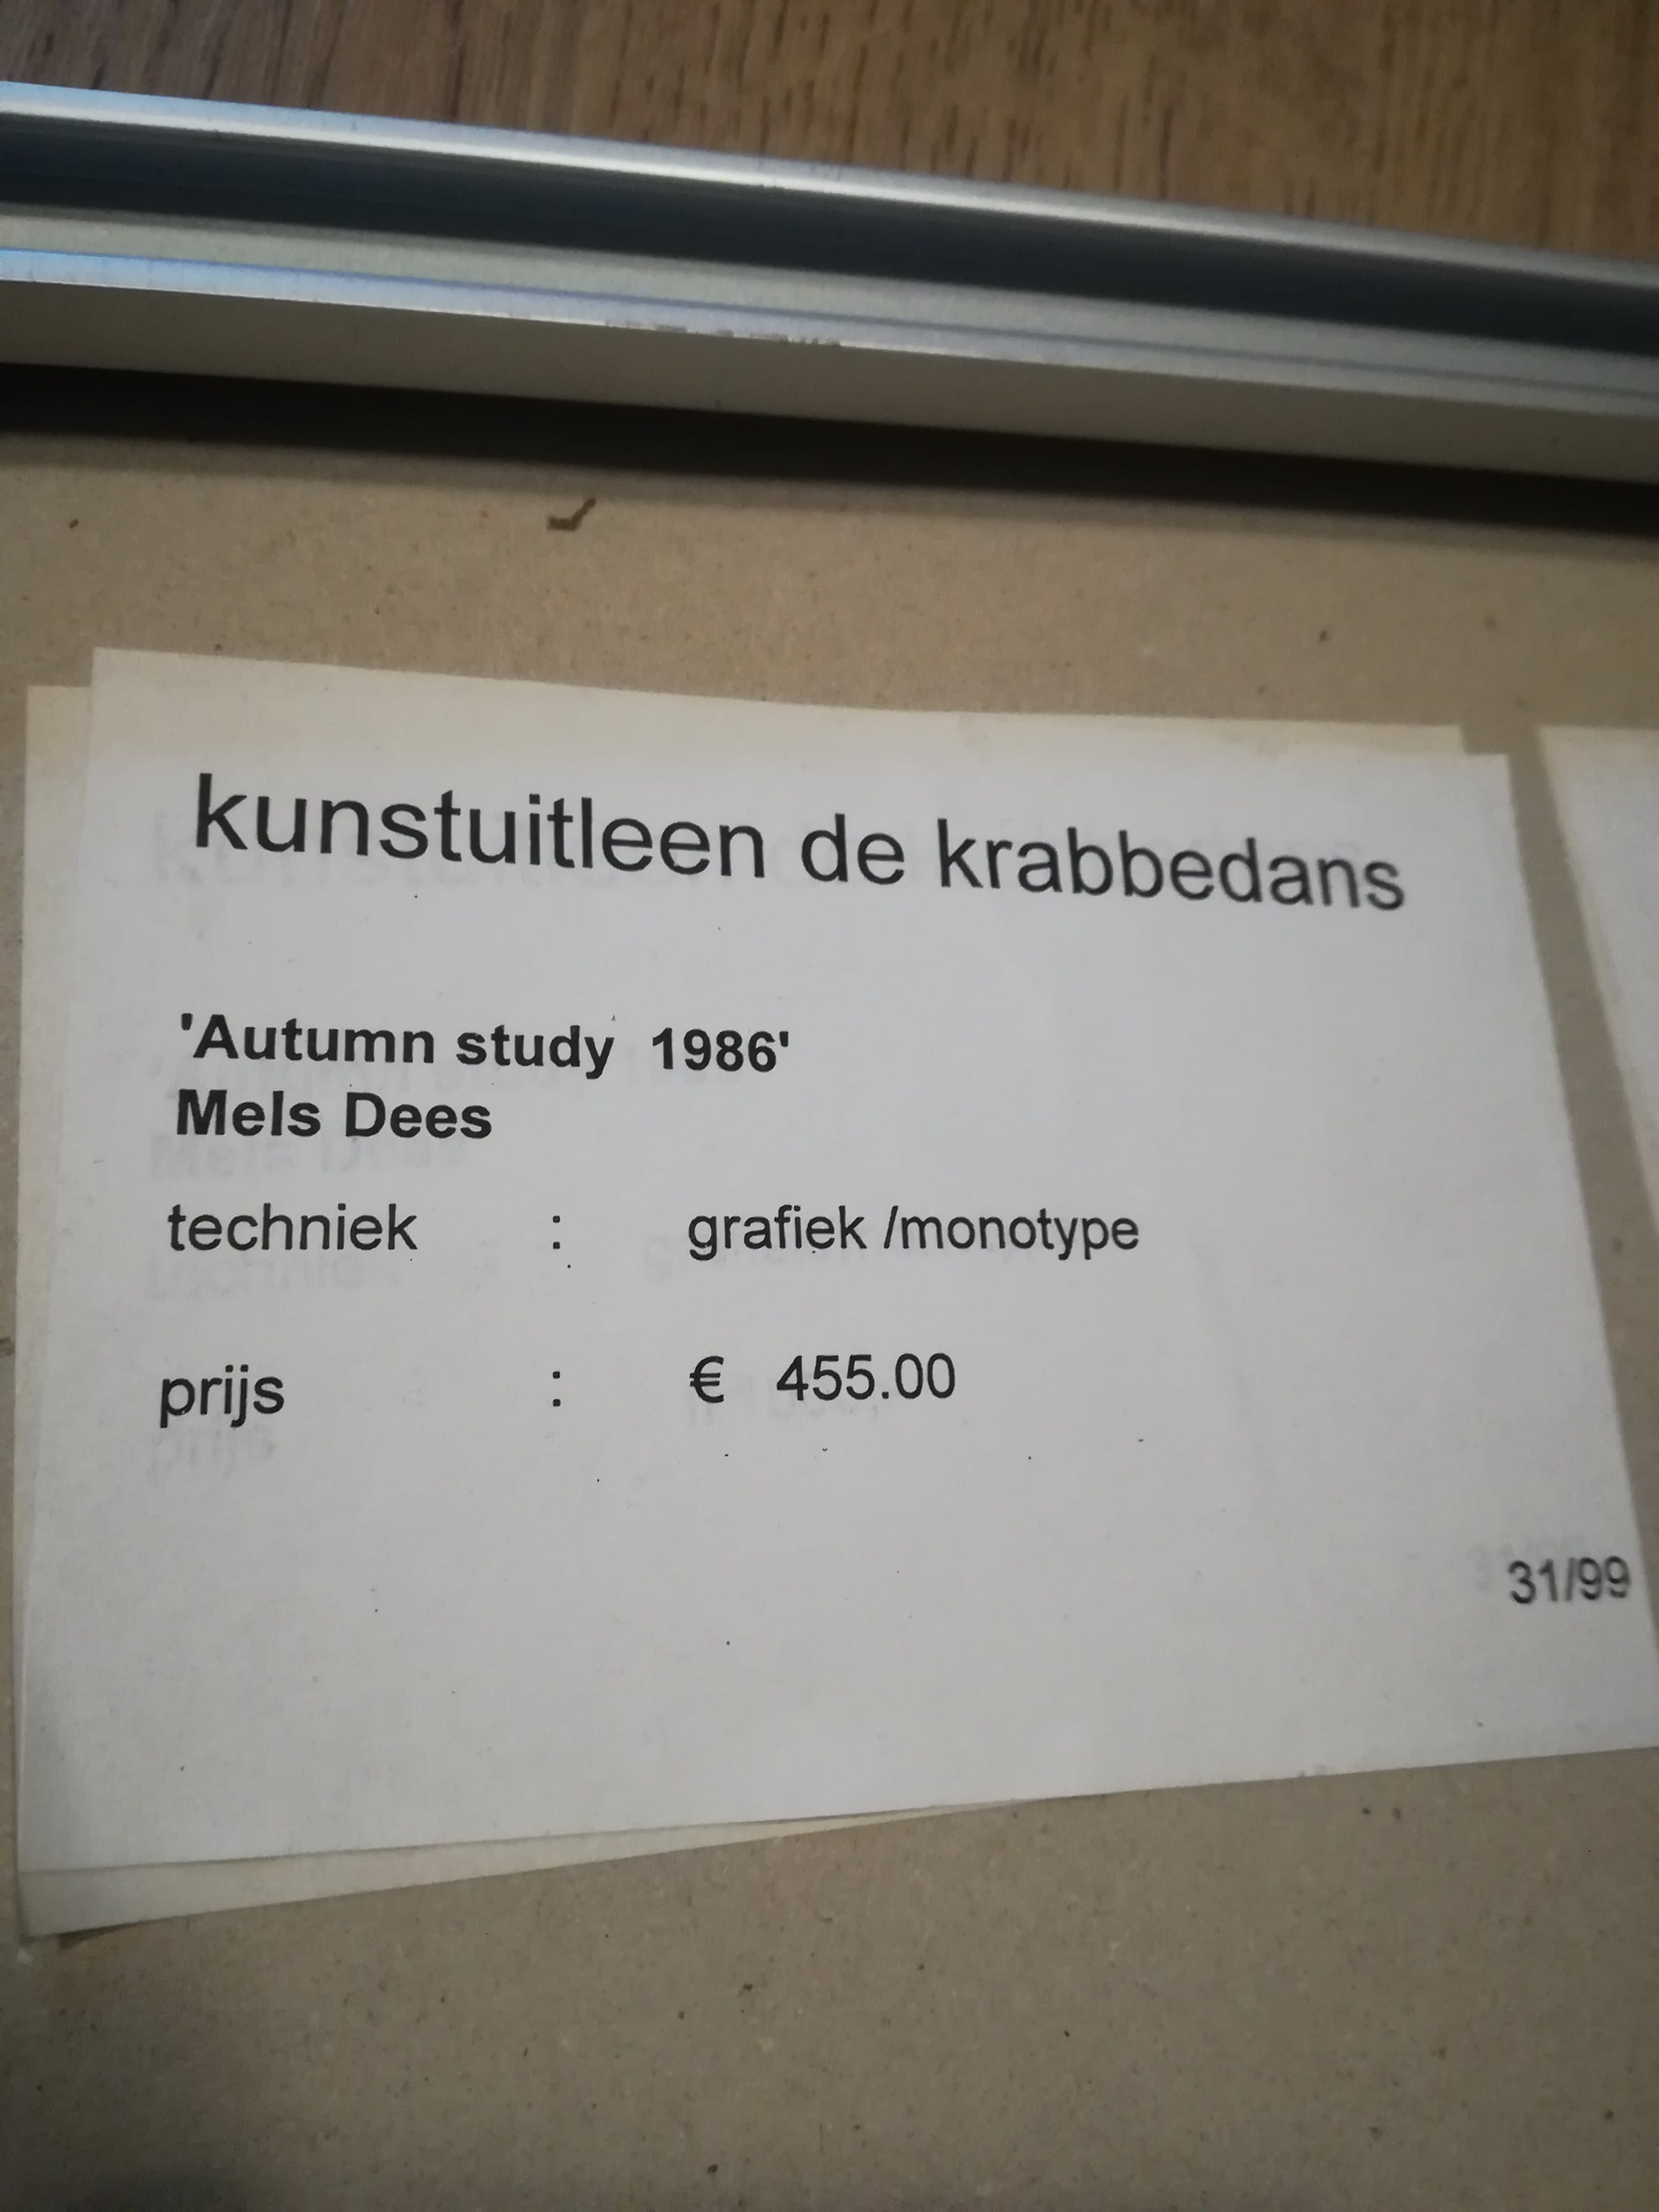 kunstuitleen de krabbedans
'Autumn study 1986'
Mels Dees
techniek : grafiek /monotype
prijs : € 455.00
31/99